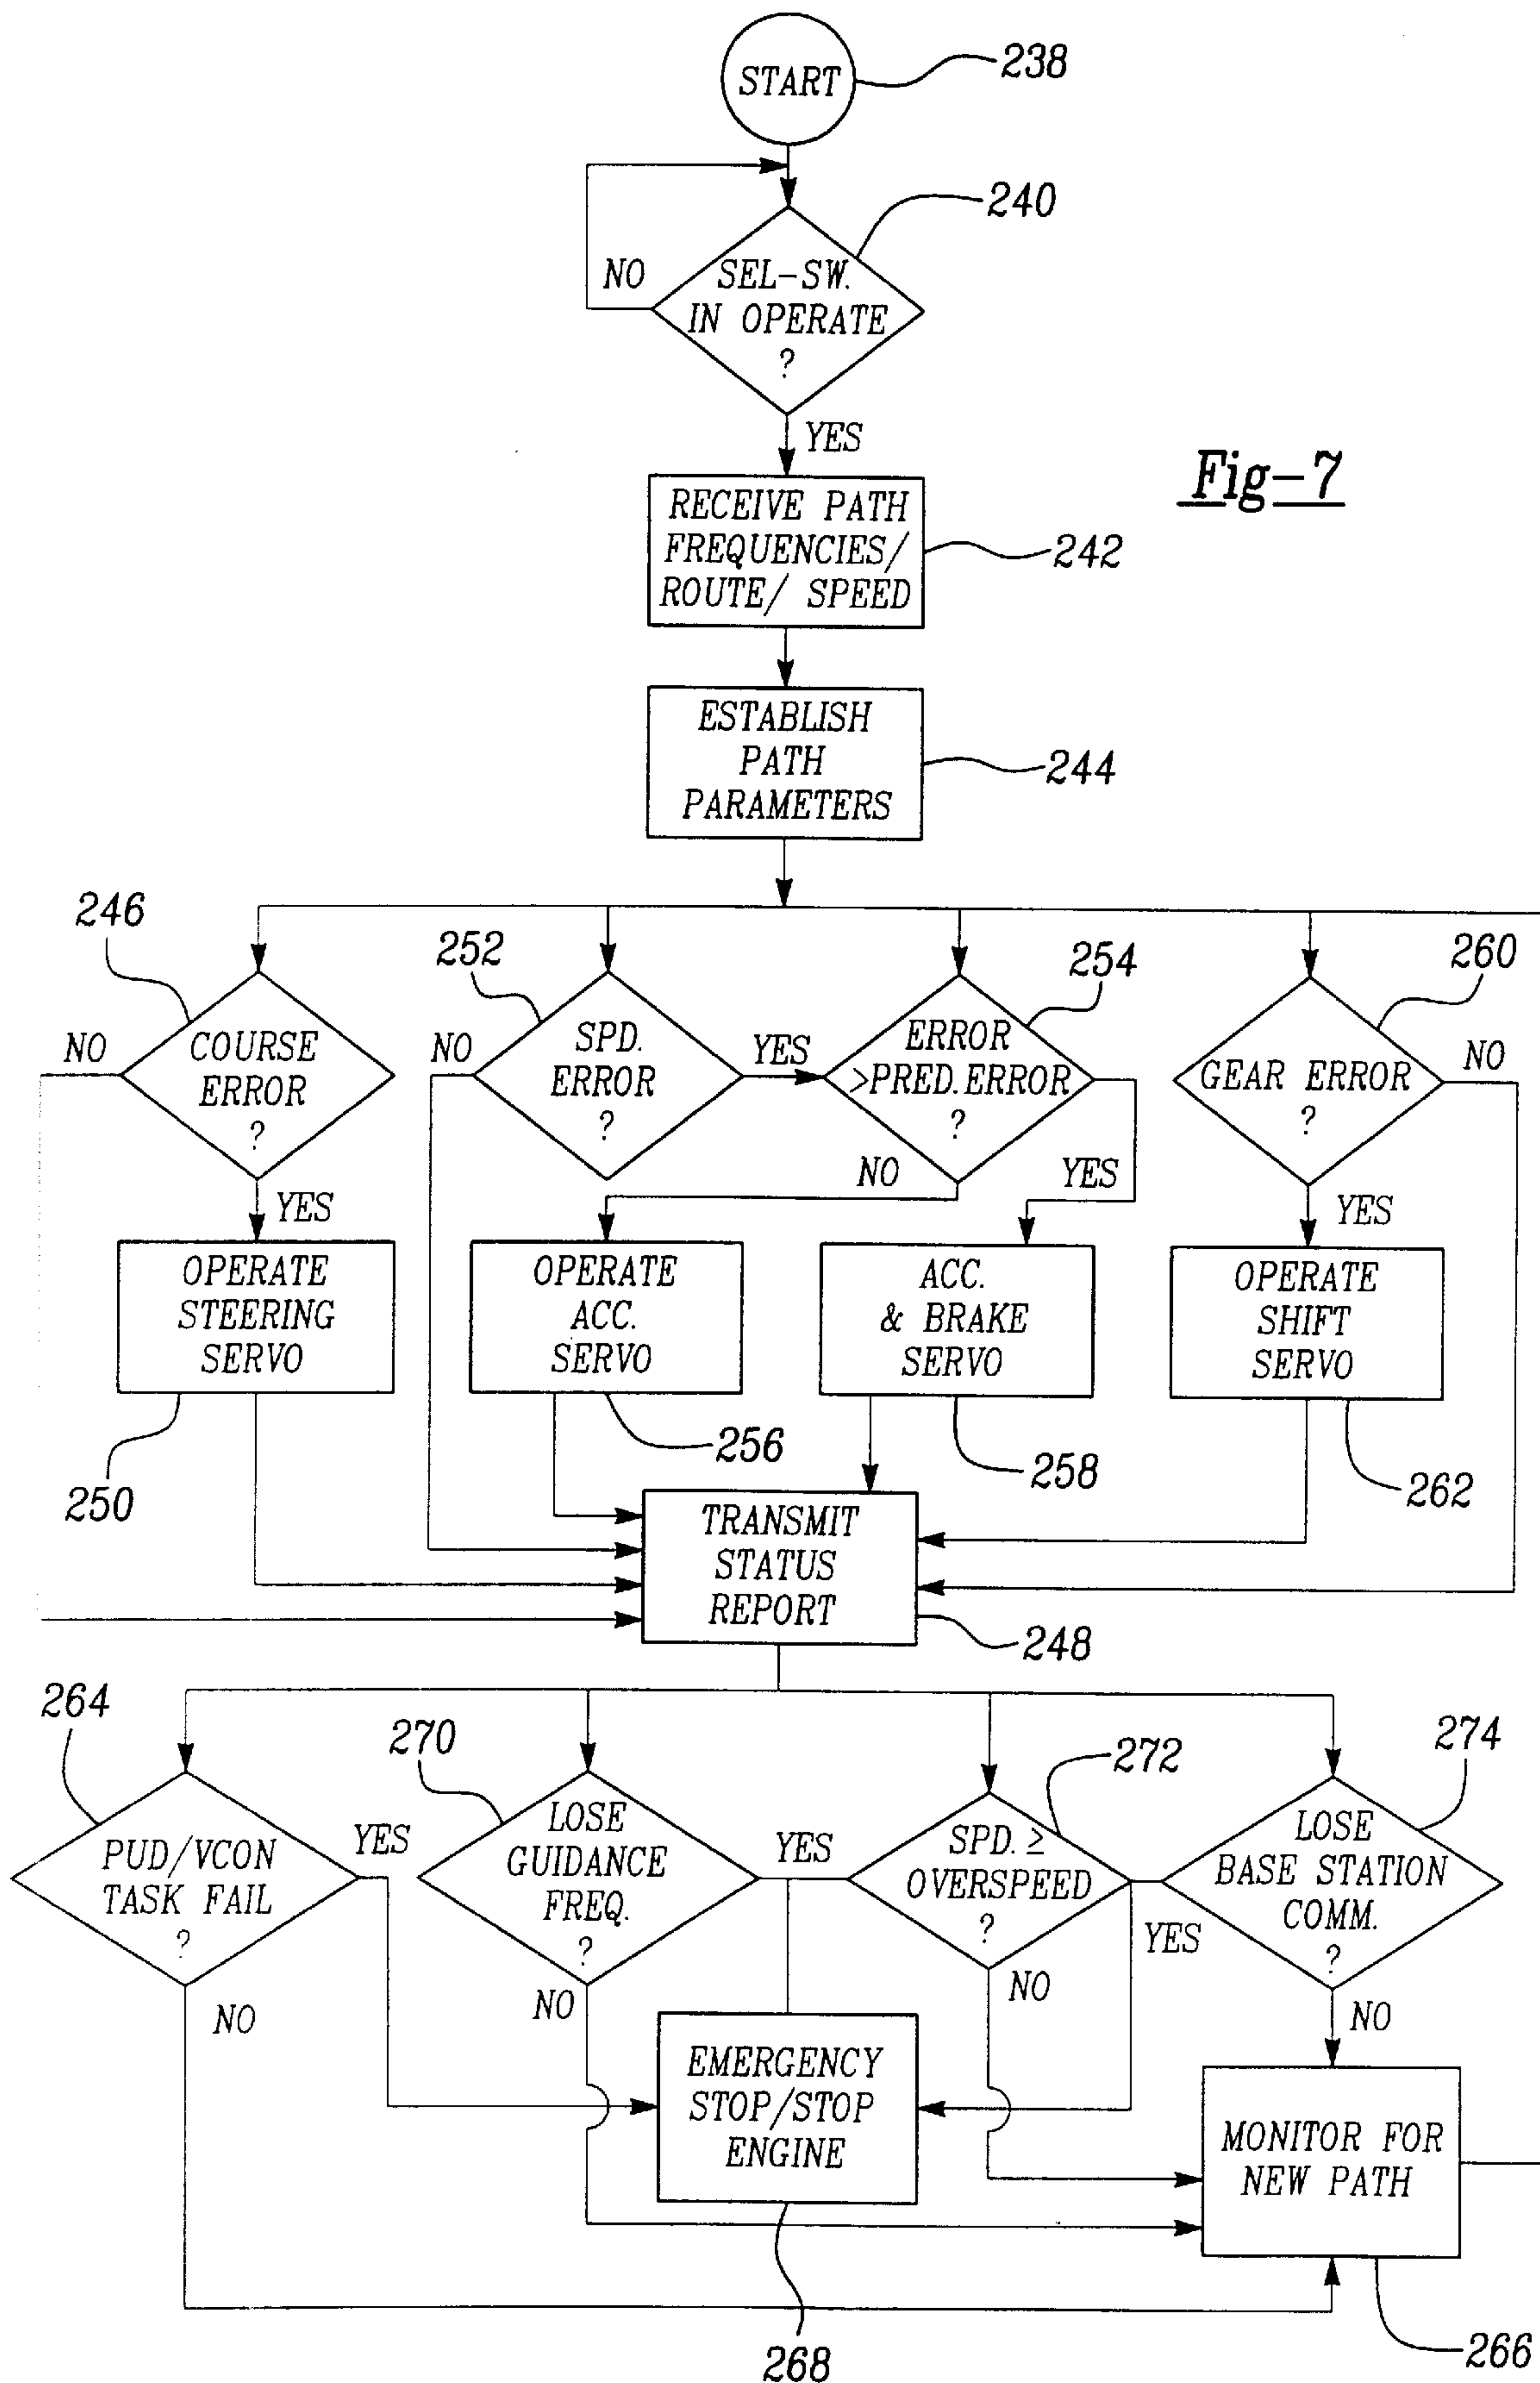 START
238
240
NO
SEL-SW.
IN OPERATE
?
YES
Fig-7
RECEIVE PATH
FREQUENCIES/
ROUTE/ SPEED
242
ESTABLISH
PATH
PARAMETERS
244
246
252
254
260
NO
COURSE
ERROR
?
NO
SPD.
ERROR
?
YES
ERROR
>PRED.ERROR
?
GEAR ERROR
?
NO
YES
NO
YES
YES
OPERATE
STEERING
SERVO
OPERATE
ACC.
SERVO
ACC.
& BRAKE
SERVO
OPERATE
SHIFT
SERVO
250
256
258
262
TRANSMIT
STATUS
REPORT
248
264
270
272
274
PUD/VCON
TASK FAIL
?
YES
LOSE
GUIDANCE
FREQ.
?
YES
SPD. ≥
OVERSPEED
?
YES
LOSE
BASE STATION
COMM.
?
NO
NO
NO
NO
EMERGENCY
STOP/STOP
ENGINE
MONITOR FOR
NEW PATH
268
266